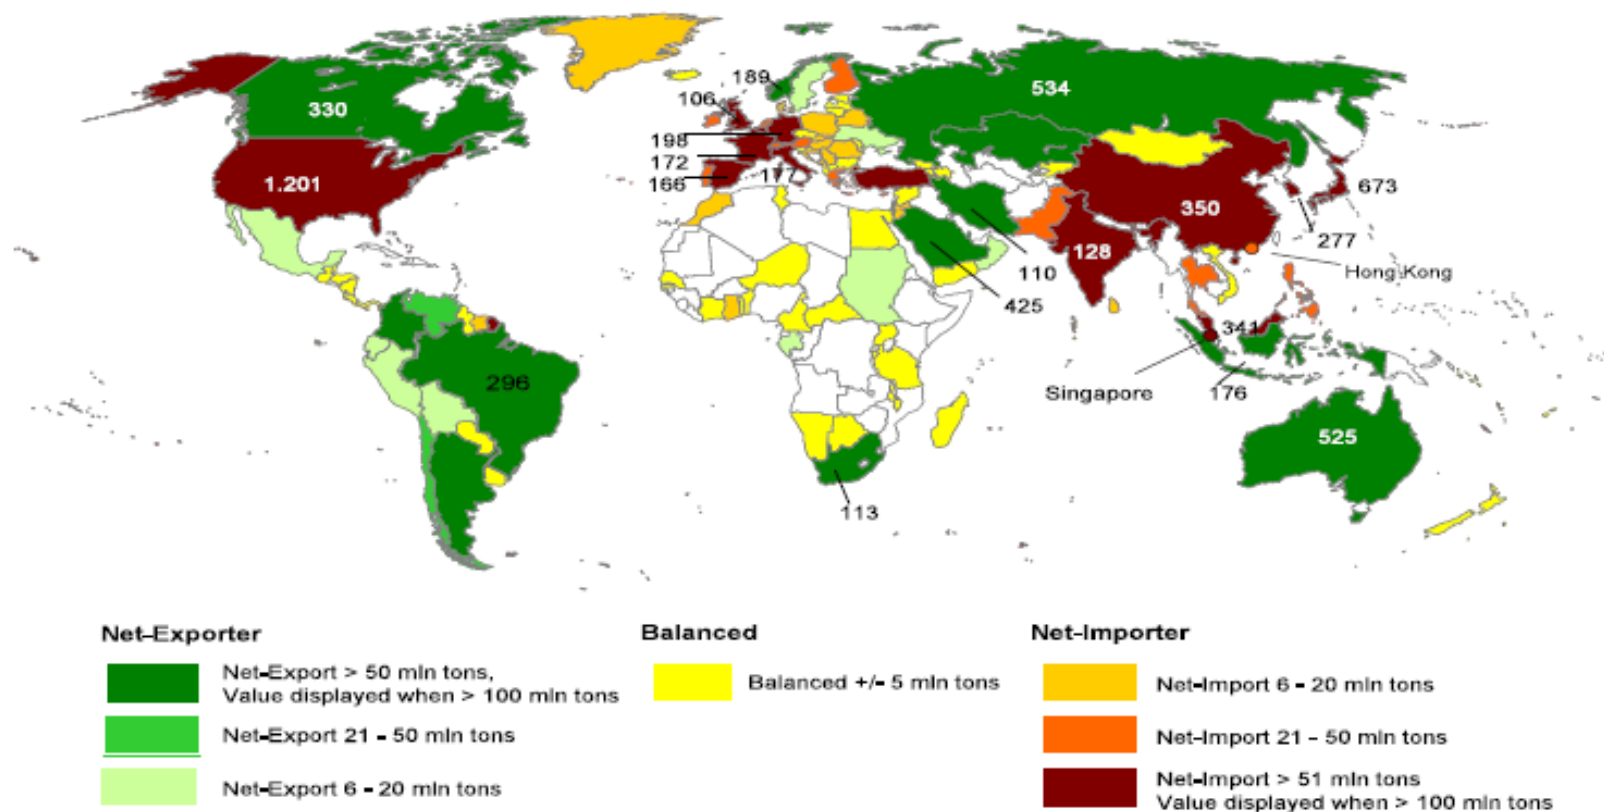 189
534
106
330
198
172
177
166
1.201
673
350
277
128
110
Hong Kong
425
341
296
Singapore
176
525
113
Net-Exporter
Net-Export > 50 mln tons,
Value displayed when > 100 mln tons
Net-Export 21 - 50 mln tons
Net-Export 6 - 20 mln tons
Balanced
Balanced +/- 5 mln tons
Net-Importer
Net-Import 6 - 20 mln tons
Net-Import 21 - 50 mln tons
Net-Import > 51 mln tons
Value displayed when > 100 mln tons